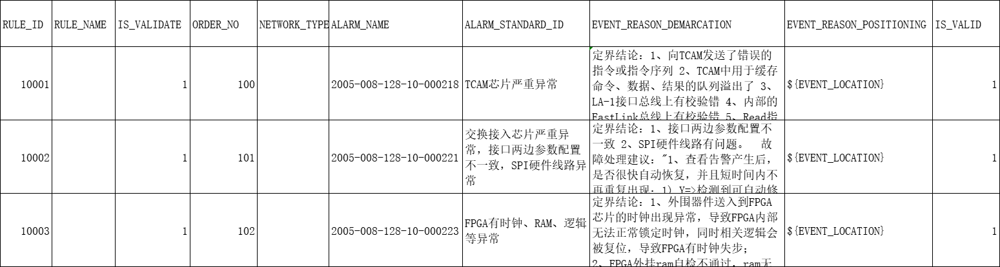 RULE_ID RULE_NAME IS_VALIDATE ORDER_NO NETWORK_TYPE ALARM_NAME ALARM_STANDARD_ID EVENT_REASON_DEMARCATION EVENT_REASON_POSITIONING IS_VALID
10001 1 100 2005-008-128-10-000218 TCAM芯片严重异常
定界结论：1、向TCAM发送了错误的
指令或指令序列 2、TCAM中用于缓存
命令、数据、结果的队列溢出了 3、
LA-1接口总线上有校验错 4、内部的
FastLink总线上有校验错 5、Read指
${EVENT_LOCATION} 1
10002 1 101 2005-008-128-10-000221
交换接入芯片严重异
常，接口两边参数配置
不一致，SPI硬件线路异
常
定界结论：1、接口两边参数配置不
一致 2、SPI硬件线路有问题。 故
障处理建议："1、查看告警产生后，
是否很快自动恢复，并且短时间内不
再重复出现：1) Y=>检测到可自动修
${EVENT_LOCATION} 1
10003 1 102 2005-008-128-10-000223
FPGA有时钟、RAM、逻辑
等异常
定界结论：1、外围器件送入到FPGA
芯片的时钟出现异常，导致FPGA内部
无法正常锁定时钟，同时相关逻辑会
被复位，导致FPGA有时钟失步；
2、FPGA外挂ram自检不通过，ram无
${EVENT_LOCATION} 1